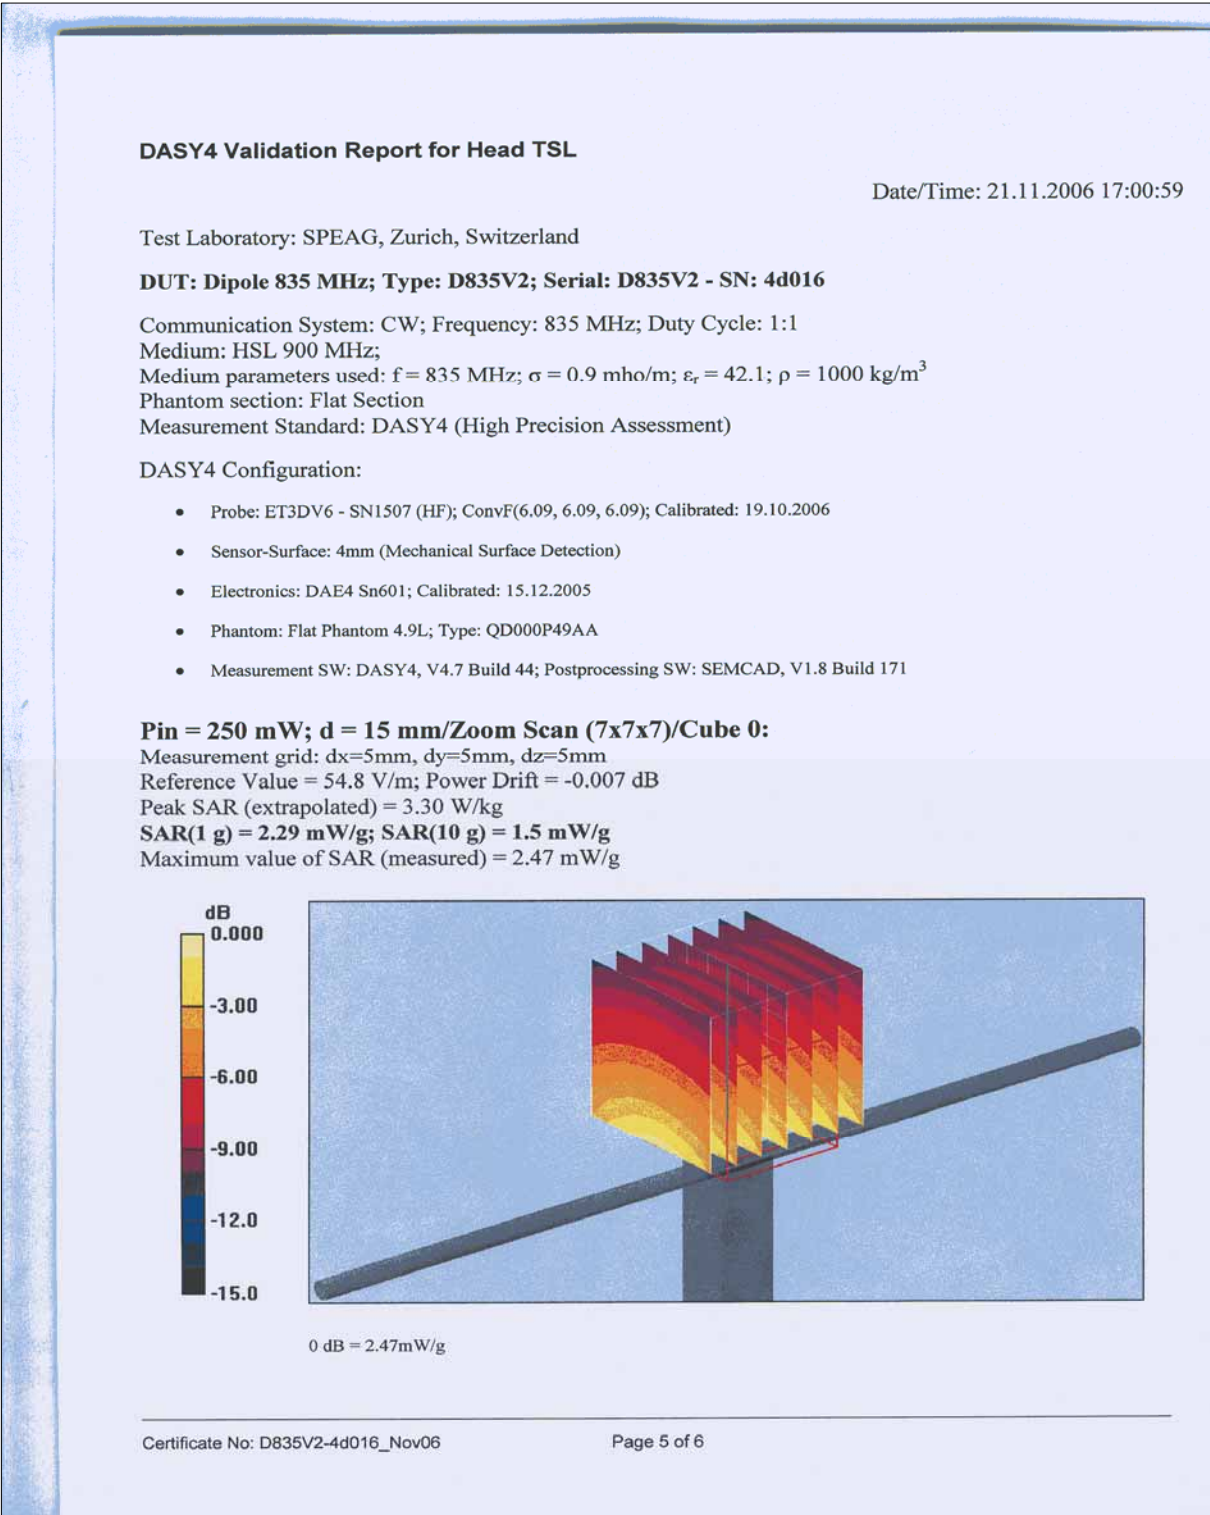 DASY4 Validation Report for Head TSL
Date/Time: 21.11.2006 17:00:59
Test Laboratory: SPEAG, Zurich, Switzerland
DUT: Dipole 835 MHz; Type: D835V2; Serial: D835V2 - SN: 4d016
Communication System: CW; Frequency: 835 MHz; Duty Cycle: 1:1
Medium: HSL 900 MHz;
Medium parameters used: f = 835 MHz; σ = 0.9 mho/m; εr = 42.1; ρ = 1000 kg/m³
Phantom section: Flat Section
Measurement Standard: DASY4 (High Precision Assessment)
DASY4 Configuration:
• Probe: ET3DV6 - SN1507 (HF); ConvF(6.09, 6.09, 6.09); Calibrated: 19.10.2006
• Sensor-Surface: 4mm (Mechanical Surface Detection)
• Electronics: DAE4 Sn601; Calibrated: 15.12.2005
• Phantom: Flat Phantom 4.9L; Type: QD000P49AA
• Measurement SW: DASY4, V4.7 Build 44; Postprocessing SW: SEMCAD, V1.8 Build 171
Pin = 250 mW; d = 15 mm/Zoom Scan (7x7x7)/Cube 0:
Measurement grid: dx=5mm, dy=5mm, dz=5mm
Reference Value = 54.8 V/m; Power Drift = -0.007 dB
Peak SAR (extrapolated) = 3.30 W/kg
SAR(1 g) = 2.29 mW/g; SAR(10 g) = 1.5 mW/g
Maximum value of SAR (measured) = 2.47 mW/g
dB
0.000
-3.00
-6.00
-9.00
-12.0
-15.0
0 dB = 2.47mW/g
Certificate No: D835V2-4d016_Nov06 Page 5 of 6